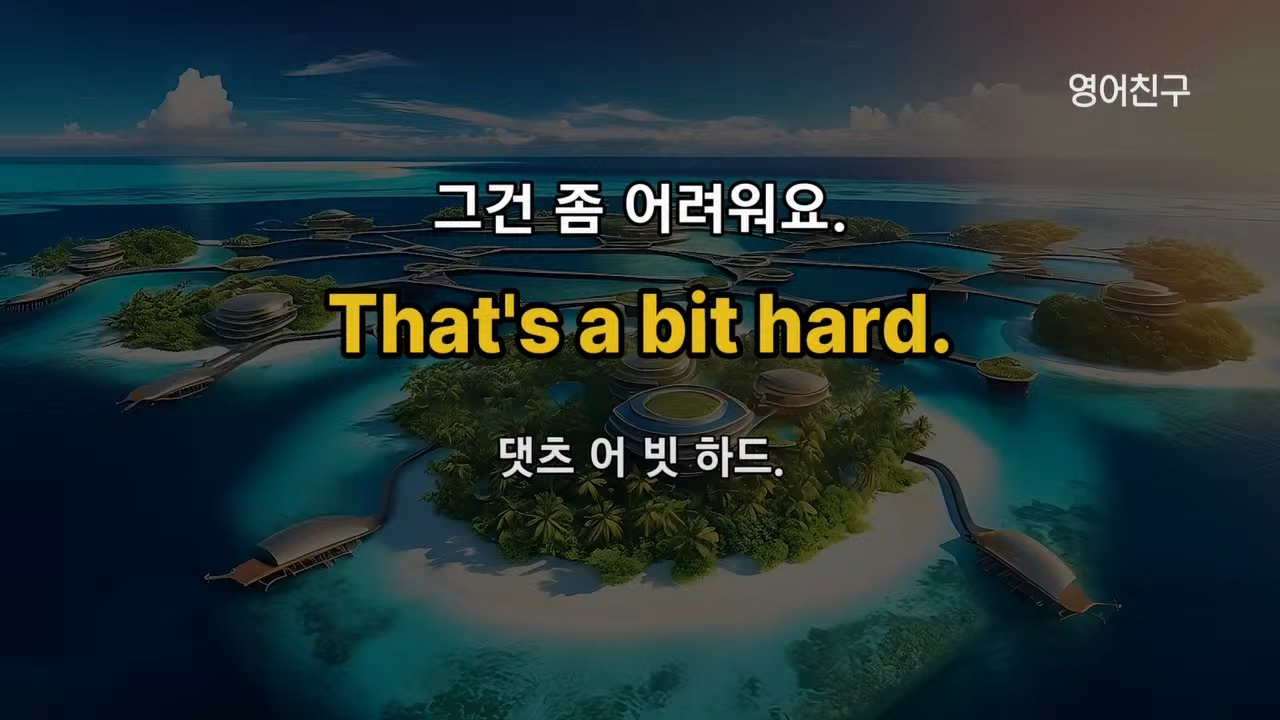 영어친구
그건 좀 어려워요.
That's a bit hard.
댓츠 어 빗 하드.